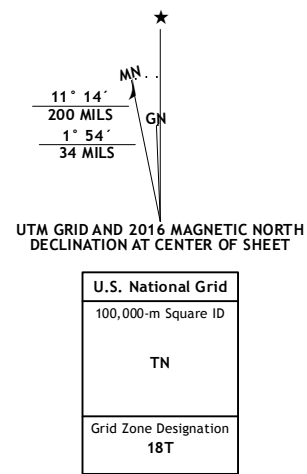 ★
MN
GN
11° 14´
200 MILS
1° 54´
34 MILS
UTM GRID AND 2016 MAGNETIC NORTH
DECLINATION AT CENTER OF SHEET
U.S. National Grid
100,000-m Square ID
TN
Grid Zone Designation
18T